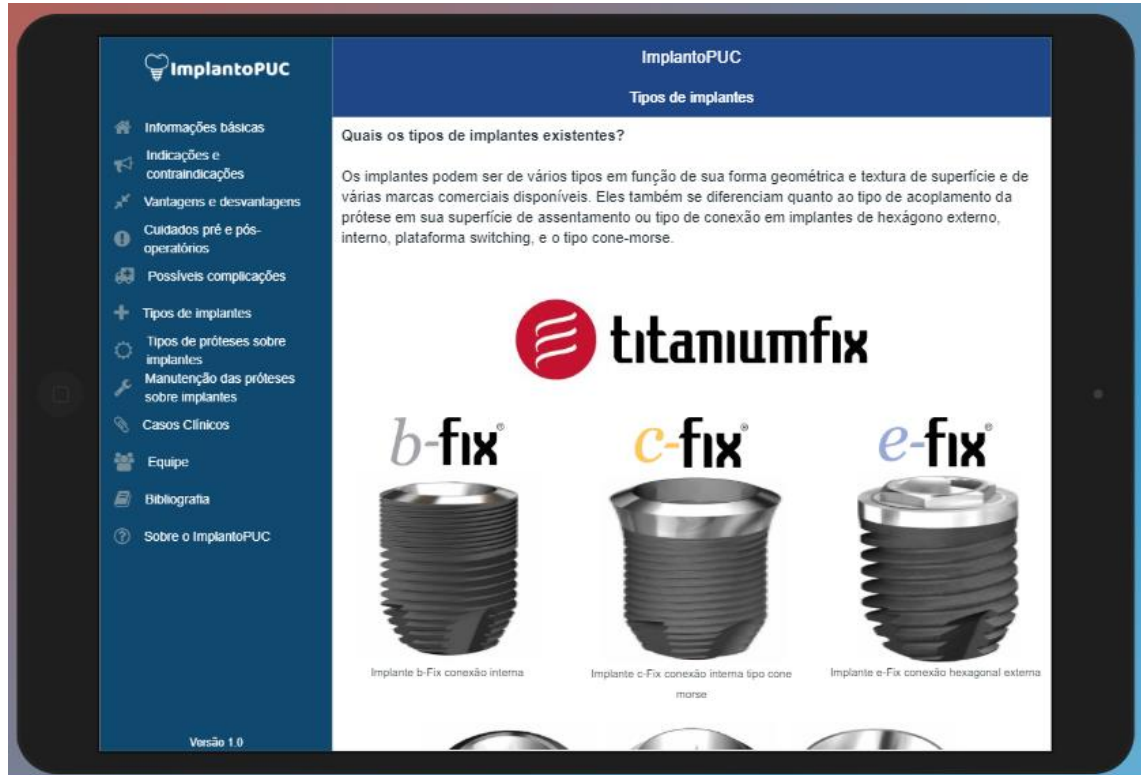 ImplantoPUC
Informações básicas
Indicações e
contraindicações
Vantagens e desvantagens
Cuidados pré e pós-
operatórios
Possíveis complicações
Tipos de implantes
Tipos de próteses sobre
implantes
Manutenção das próteses
sobre implantes
Casos Clínicos
Equipe
Bibliografia
Sobre o ImplantoPUC
Versão 1.0
ImplantoPUC
Tipos de implantes
Quais os tipos de implantes existentes?
Os implantes podem ser de vários tipos em função de sua forma geométrica e textura de superfície e de
várias marcas comerciais disponíveis. Eles também se diferenciam quanto ao tipo de acoplamento da
prótese em sua superfície de assentamento ou tipo de conexão em implantes de hexágono externo,
interno, plataforma switching, e o tipo cone-morse.
titaniumfix
b-fix®
c-fix®
e-fix®
Implante b-Fix conexão interna
Implante c-Fix conexão interna tipo cone
morse
Implante e-Fix conexão hexagonal externa